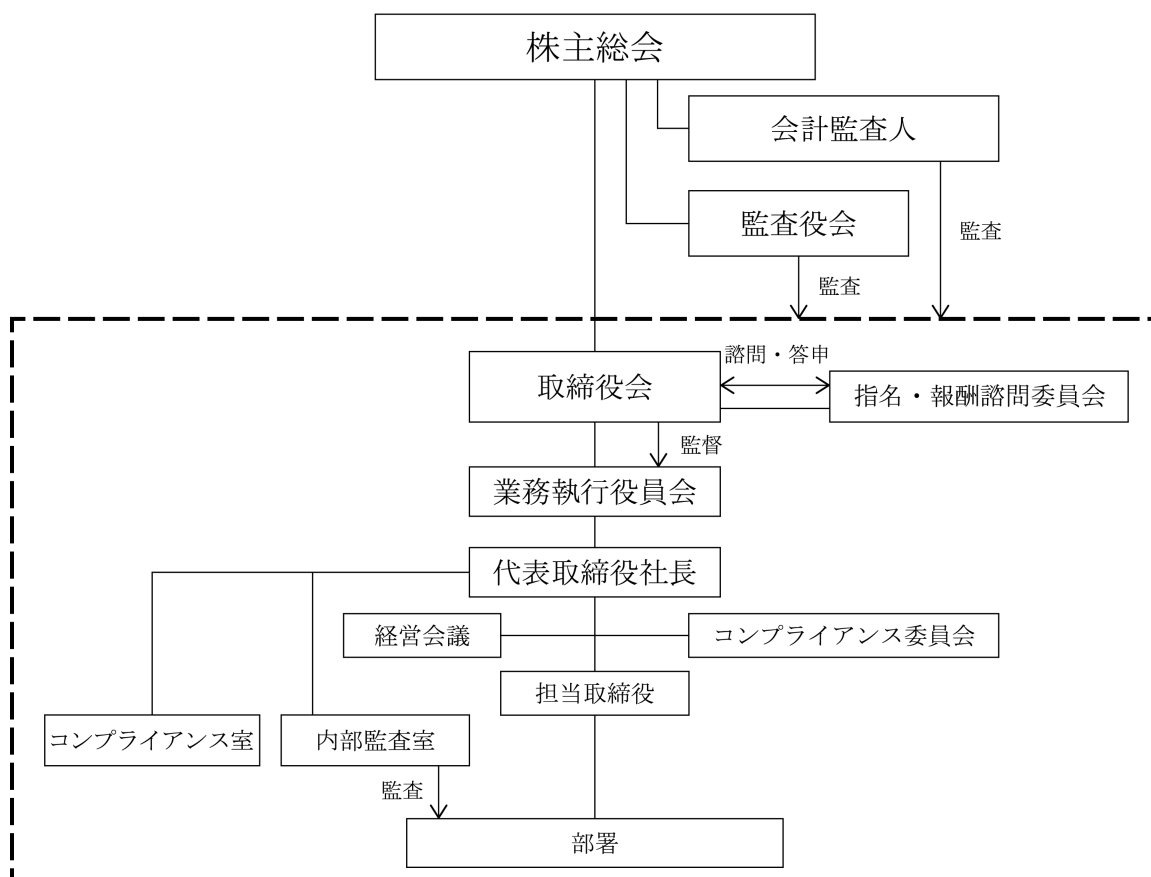 株主総会
会計監査人
監査
監査役会
監査
取締役会
諮問・答申
指名・報酬諮問委員会
監督
業務執行役員会
代表取締役社長
経営会議
コンプライアンス委員会
担当取締役
コンプライアンス室
内部監査室
監査
部署